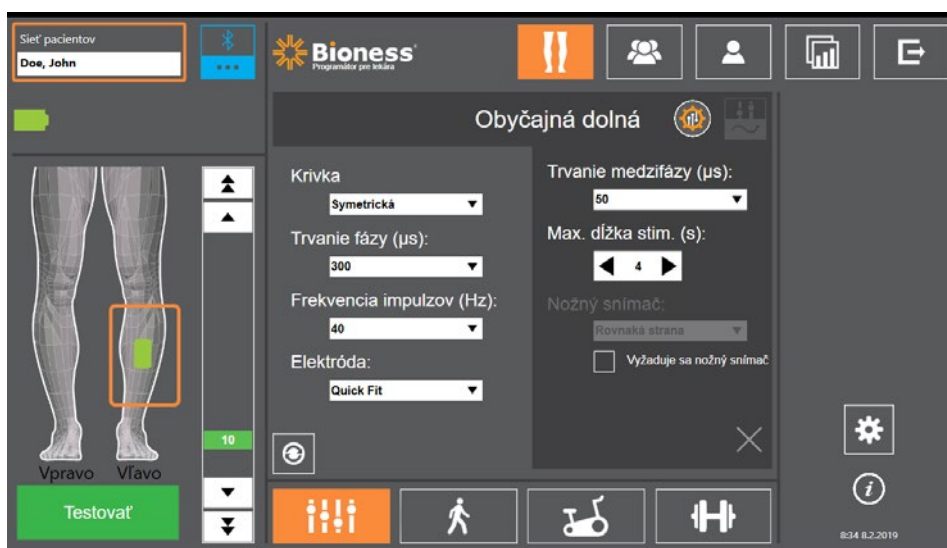 Sieť pacientov
Doe, John
Bioness
Programátor pre lekára
Obyčajná dolná
Krivka
Symetrická
Trvanie fázy (µs):
300
Frekvencia impulzov (Hz):
40
Elektróda:
Quick Fit
Trvanie medzifázy (µs):
50
Max. dĺžka stim. (s):
4
Nožný snímač:
Rovnaká strana
Vyžaduje sa nožný snímač
10
Vpravo Vľavo
Testovať
8:34 8.2.2019